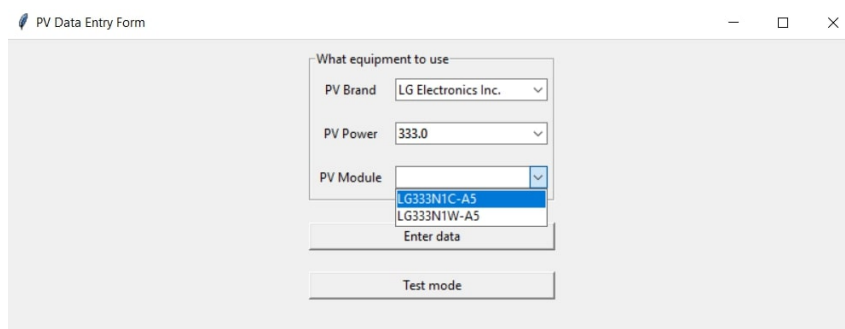 PV Data Entry Form
What equipment to use
PV Brand LG Electronics Inc.
PV Power 333.0
PV Module
LG333N1C-A5
LG333N1W-A5
Enter data
Test mode